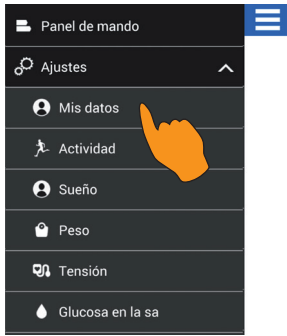 Panel de mando
Ajustes
Mis datos
Actividad
Sueño
Peso
Tensión
Glucosa en la sa